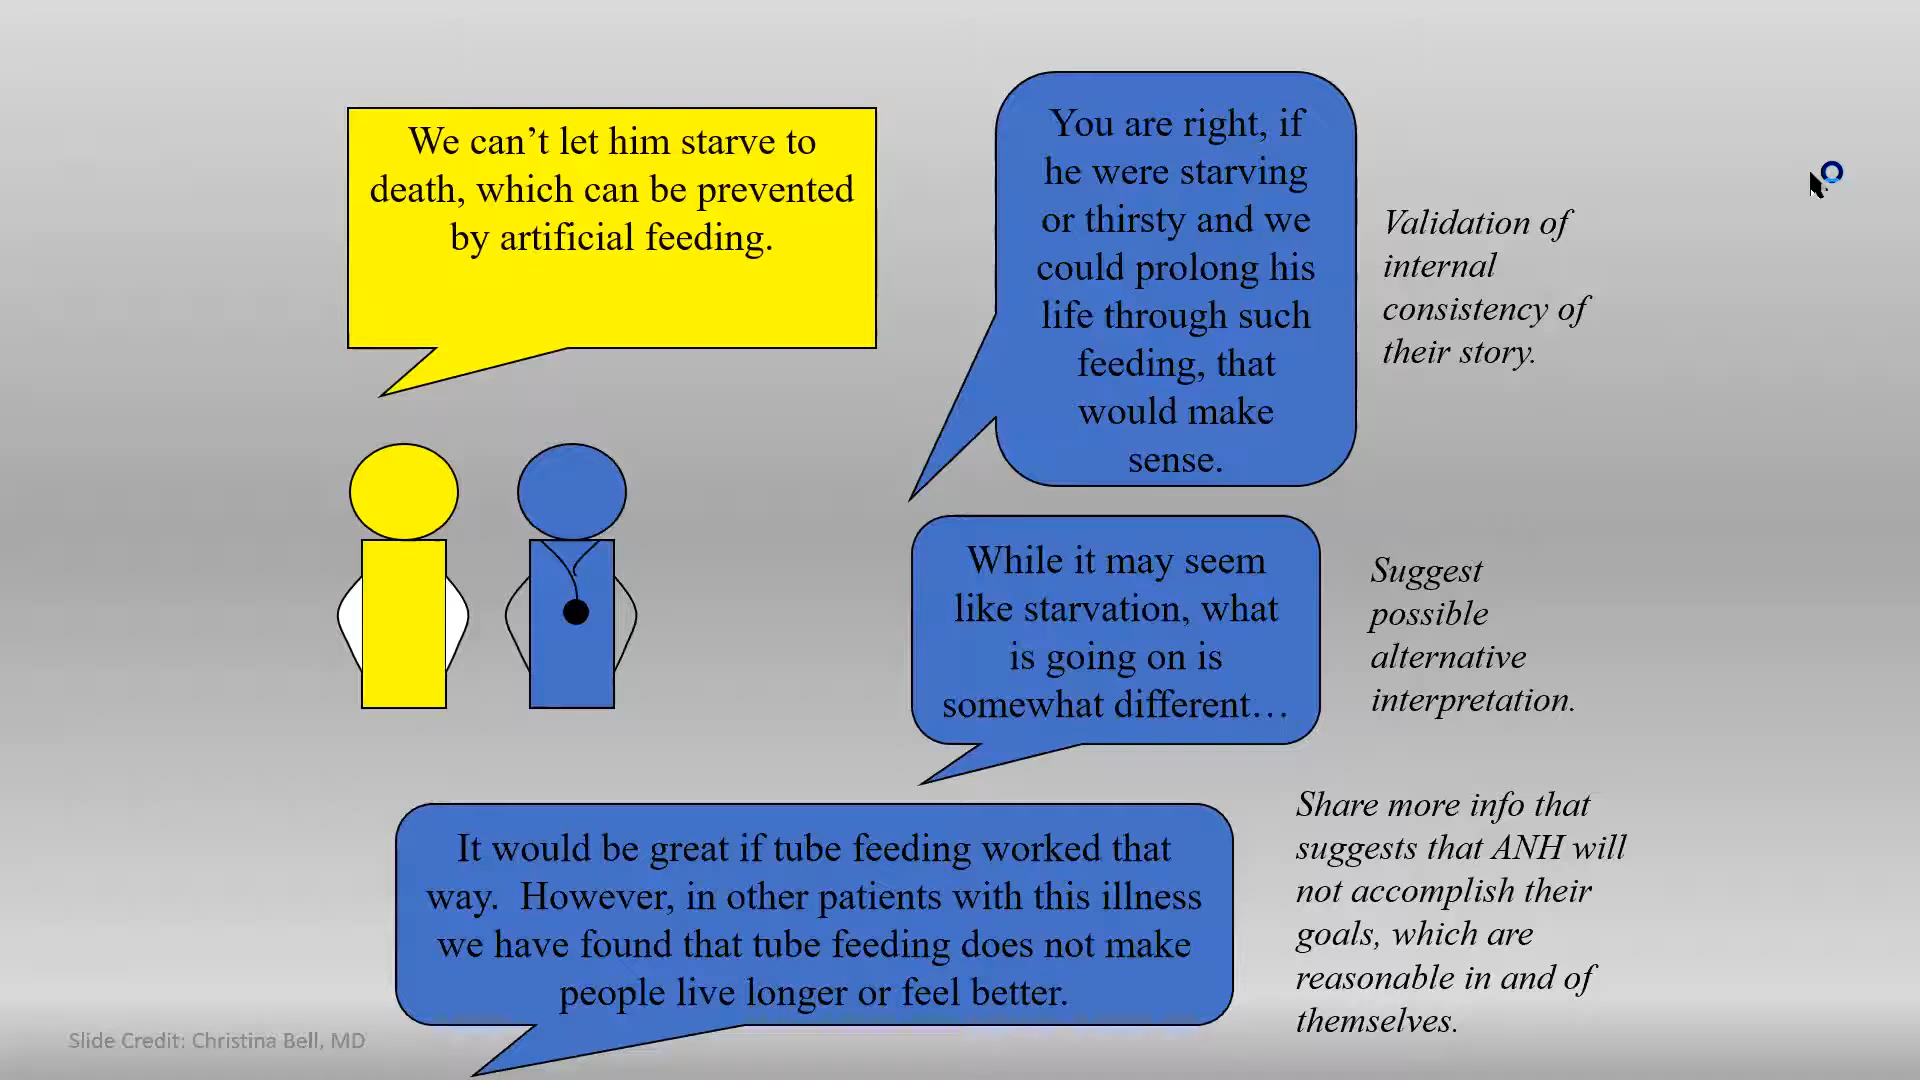 We can’t let him starve to
death, which can be prevented
by artificial feeding.
You are right, if
he were starving
or thirsty and we
could prolong his
life through such
feeding, that
would make
sense.
Validation of
internal
consistency of
their story.
While it may seem
like starvation, what
is going on is
somewhat different…
Suggest
possible
alternative
interpretation.
It would be great if tube feeding worked that
way.  However, in other patients with this illness
we have found that tube feeding does not make
people live longer or feel better.
Share more info that
suggests that ANH will
not accomplish their
goals, which are
reasonable in and of
themselves.
Slide Credit: Christina Bell, MD